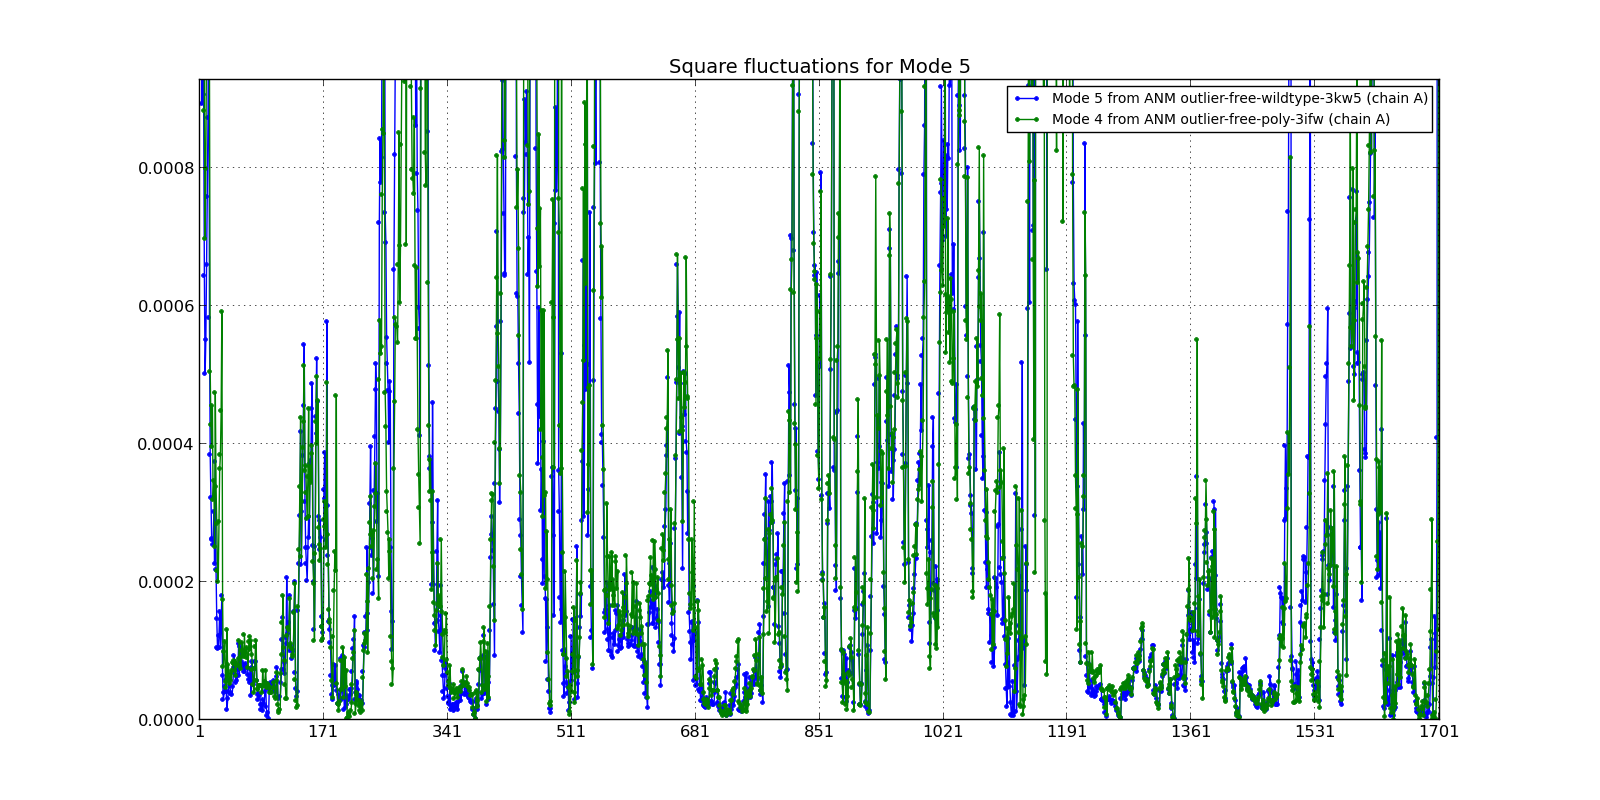 Square fluctuations for Mode 5
Mode 5 from ANM outlier-free-wildtype-3kw5 (chain A)
Mode 4 from ANM outlier-free-poly-3ifw (chain A)
0.0008
0.0006
0.0004
0.0002
0.0000
1 171 341 511 681 851 1021 1191 1361 1531 1701